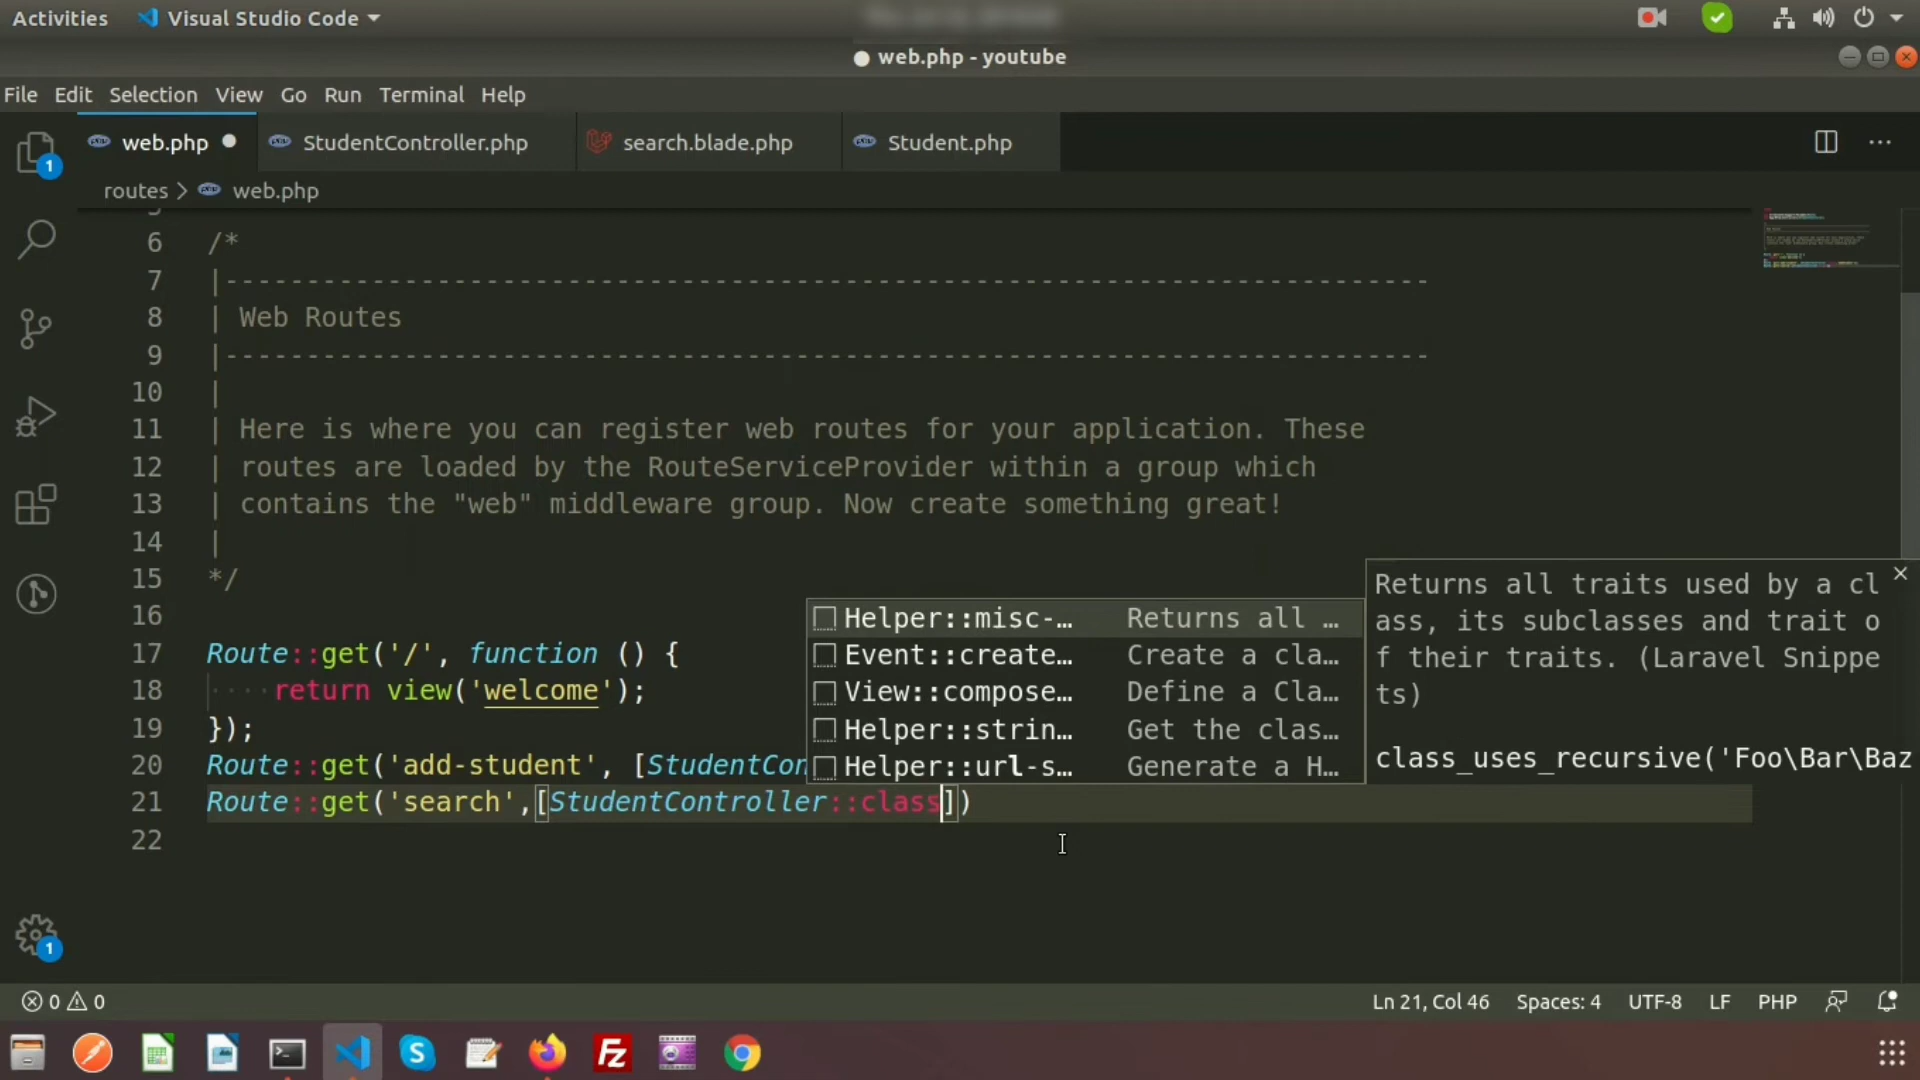 Activities
Visual Studio Code
web.php - youtube
File Edit Selection View Go Run Terminal Help
web.php
StudentController.php
search.blade.php
Student.php
routes > web.php
6 /*
7 |--------------------------------------------------------------------------
8 | Web Routes
9 |--------------------------------------------------------------------------
10 |
11 | Here is where you can register web routes for your application. These
12 | routes are loaded by the RouteServiceProvider within a group which
13 | contains the "web" middleware group. Now create something great!
14 |
15 */
16
17 Route::get('/', function () {
18 ····return view('welcome');
19 });
20 Route::get('add-student', [StudentCon
21 Route::get('search',[StudentController::class])
22
Helper::misc-… Returns all …
Event::create… Create a cla…
View::compose… Define a Cla…
Helper::strin… Get the clas…
Helper::url-s… Generate a H…
Returns all traits used by a cl
ass, its subclasses and trait o
f their traits. (Laravel Snippe
ts)
class_uses_recursive('Foo\Bar\Baz
1
1
0 0
Ln 21, Col 46 Spaces: 4 UTF-8 LF PHP